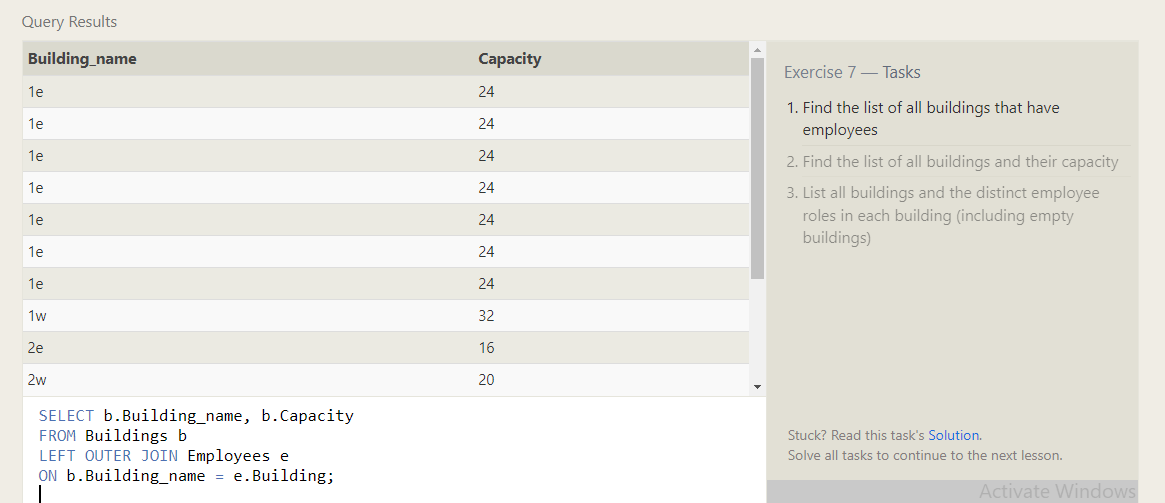 Query Results
Building_name Capacity
1e 24
1e 24
1e 24
1e 24
1e 24
1e 24
1e 24
1w 32
2e 16
2w 20
SELECT b.Building_name, b.Capacity
FROM Buildings b
LEFT OUTER JOIN Employees e
ON b.Building_name = e.Building;
Exercise 7 — Tasks
1. Find the list of all buildings that have
employees
2. Find the list of all buildings and their capacity
3. List all buildings and the distinct employee
roles in each building (including empty
buildings)
Stuck? Read this task's Solution.
Solve all tasks to continue to the next lesson.
Activate Windows